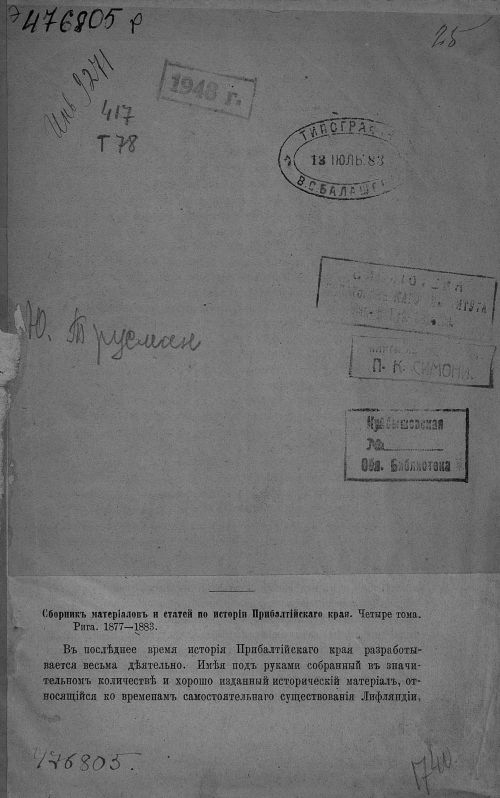 476805 р
25
Инв 9271
417
Т 78
1948 г.
ТИПОГРАФ
13 ИЮЛЬ 83
В.С.БАЛАШЕ
Ю. Трусман
П. К. СИМОНИ.
Куйбышевская
Обл. Библиотека
Сборникъ матеріаловъ и статей по исторіи Прибалтійскаго края. Четыре тома.
Рига. 1877—1883.
Въ послѣднее время исторія Прибалтійскаго края разработы-
вается весьма дѣятельно. Имѣя подъ руками собранный въ значи-
тельномъ количествѣ и хорошо изданный историческій матеріалъ, от-
носящійся ко временамъ самостоятельнаго существованія Лифляндіи,
476805.
1740